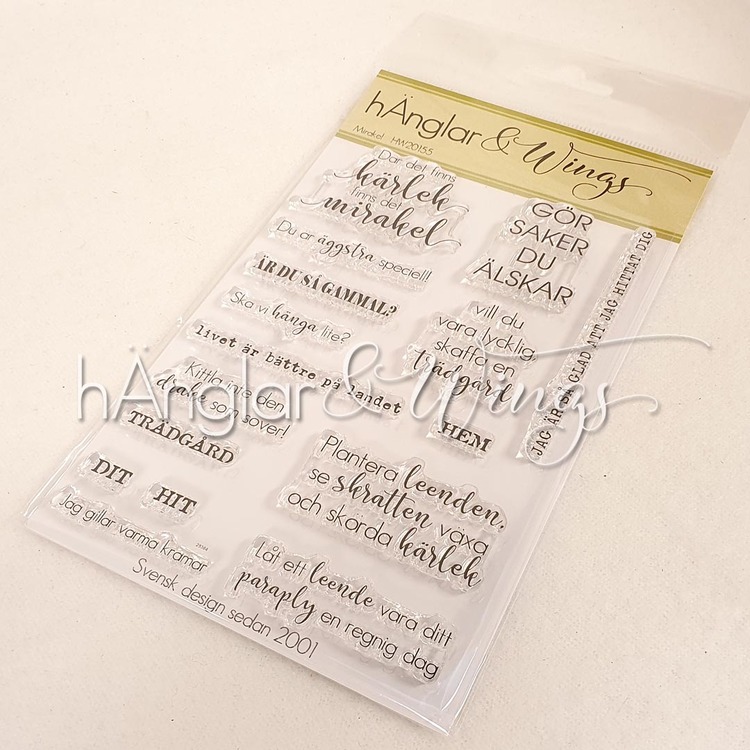 hÄnglar & Wings
Mirakel HW20155
Där det finns
kärlek
finns det
mirakel
Du är äggstra speciell!
ÄR DU SÅ GAMMAL?
Ska vi hänga lite?
livet är bättre på landet
Kittla inte den
drake som sover!
TRÄDGÅRD
DIT
HIT
Jag gillar varma kramar
GÖR
SAKER
DU
ÄLSKAR
vill du
vara lycklig,
skaffa en
trädgård
HEM
JAG ÄR SÅ GLAD ATT JAG HITTAT DIG
Plantera leenden,
se skratten växa
och skörda kärlek
Låt ett leende vara ditt
paraply en regnig dag
Svensk design sedan 2001
hÄnglar & Wings